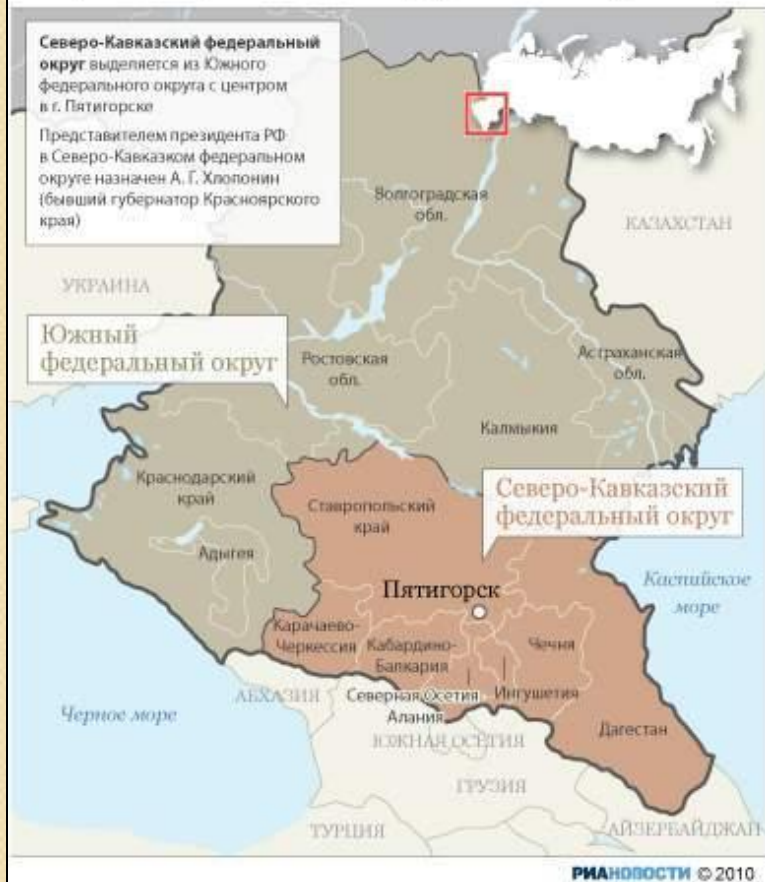 Северо-Кавказский федеральный
округ выделяется из Южного
федерального округа с центром
в г. Пятигорске
Представителем президента РФ
в Северо-Кавказком федеральном
округе назначен А. Г. Хлопонин
(бывший губернатор Красноярского
края)
Волгоградская
обл.
КАЗАХСТАН
УКРАИНА
Южный
федеральный округ
Ростовская
обл.
Астраханская
обл.
Калмыкия
Краснодарский
край
Северо-Кавказский
федеральный округ
Ставропольский
край
Адыгея
Пятигорск
Каспийское
море
Карачаево-
Черкессия
Кабардино-
Балкария
Чечня
АБХАЗИЯ
Северная Осетия
Алания
Ингушетия
Черное море
ЮЖНАЯ ОСЕТИЯ
Дагестан
ГРУЗИЯ
ТУРЦИЯ
АЙЗЕРБАЙДЖАН
РИАНОВОСТИ © 2010